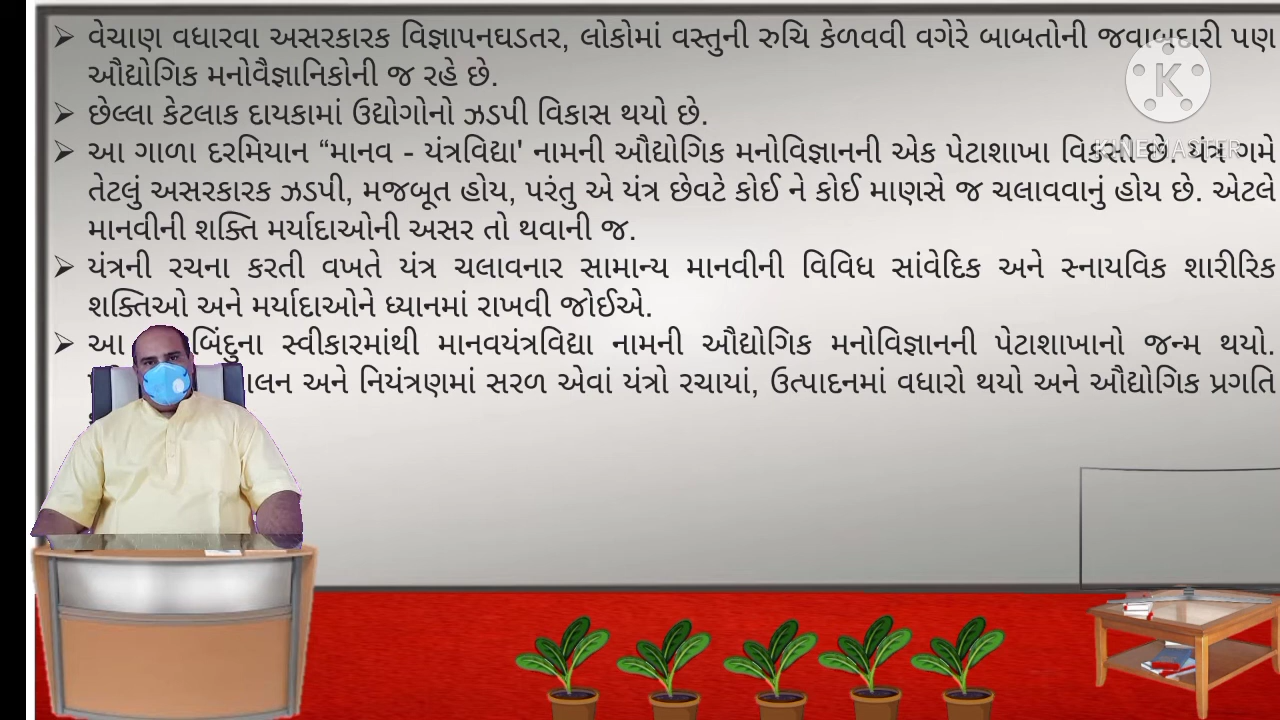 ➢ વેચાણ વધારવા અસરકારક વિજ્ઞાપનઘડતર, લોકોમાં વસ્તુની રુચિ કેળવવી વગેરે બાબતોની જવાબદારી પણ
ઔદ્યોગિક મનોવૈજ્ઞાનિકોની જ રહે છે.
➢ છેલ્લા કેટલાક દાયકામાં ઉદ્યોગોનો ઝડપી વિકાસ થયો છે.
➢ આ ગાળા દરમિયાન “માનવ - યંત્રવિદ્યા' નામની ઔદ્યોગિક મનોવિજ્ઞાનની એક પેટાશાખા વિકસી છે. યંત્ર ગમે
તેટલું અસરકારક ઝડપી, મજબૂત હોય, પરંતુ એ યંત્ર છેવટે કોઈ ને કોઈ માણસે જ ચલાવવાનું હોય છે. એટલે
માનવીની શક્તિ મર્યાદાઓની અસર તો થવાની જ.
➢ યંત્રની રચના કરતી વખતે યંત્ર ચલાવનાર સામાન્ય માનવીની વિવિધ સાંવેદિક અને સ્નાયવિક શારીરિક
શક્તિઓ અને મર્યાદાઓને ધ્યાનમાં રાખવી જોઈએ.
➢ આ બિંદુના સ્વીકારમાંથી માનવયંત્રવિદ્યા નામની ઔદ્યોગિક મનોવિજ્ઞાનની પેટાશાખાનો જન્મ થયો.
અને નિયંત્રણમાં સરળ એવાં યંત્રો રચાયાં, ઉત્પાદનમાં વધારો થયો અને ઔદ્યોગિક પ્રગતિ
K
KINEMASTER